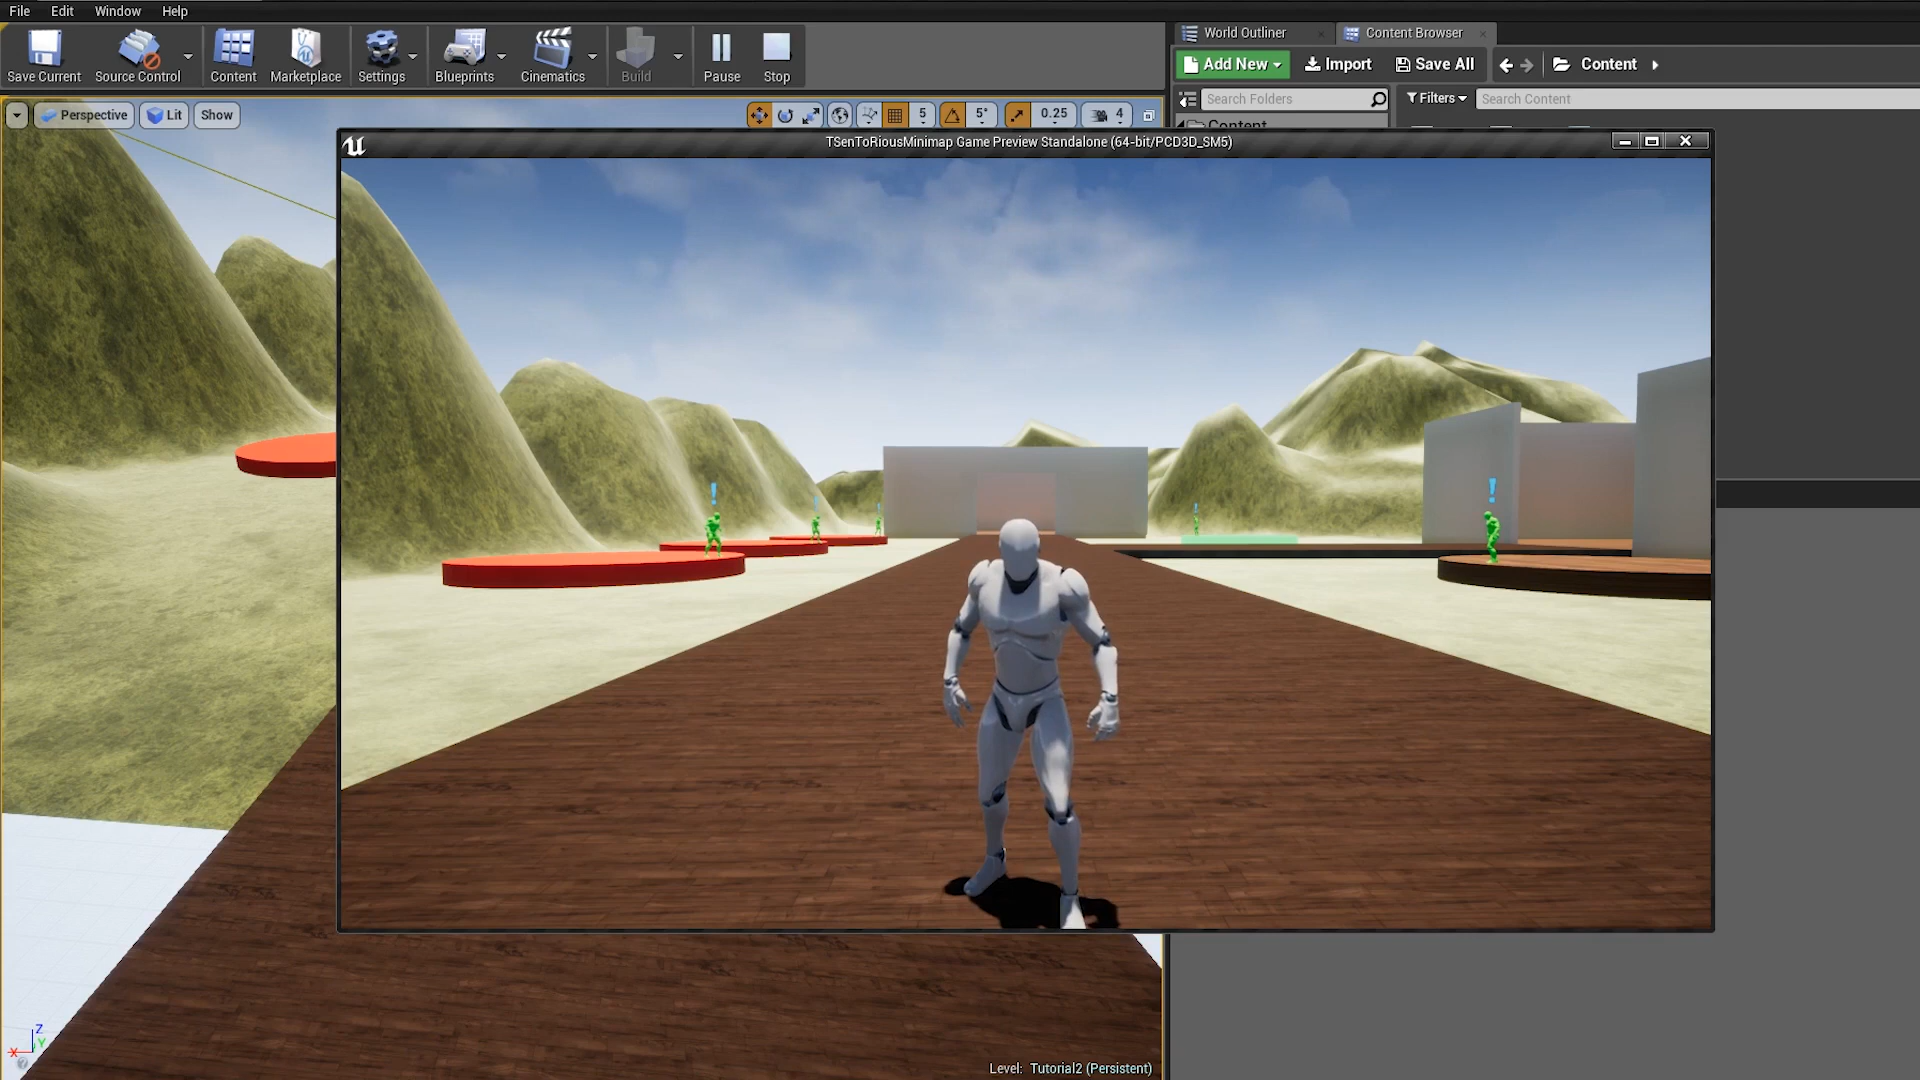 File Edit Window Help
World Outliner Content Browser
Save Current Source Control Content Marketplace Settings Blueprints Cinematics Build Pause Stop
Add New Import Save All Content
Search Folders Filters Search Content
Perspective Lit Show 5 5° 0.25 4
Content
TSenToRiousMinimap Game Preview Standalone (64-bit/PCD3D_SM5)
!
!
Z
Y
X
Level: Tutorial2 (Persistent)